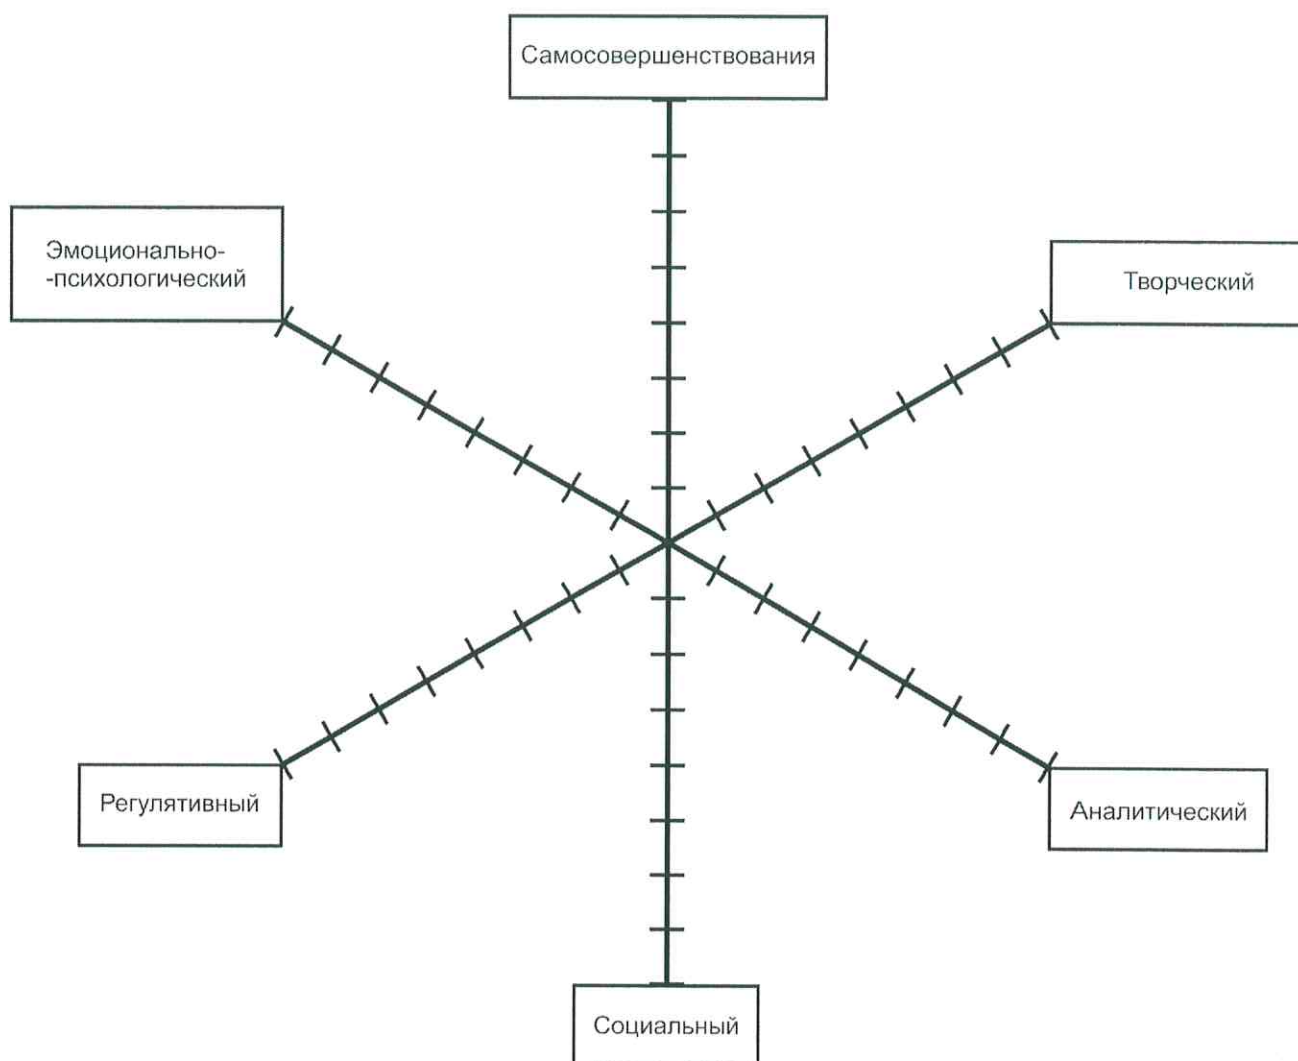 Самосовершенствования
Эмоционально-
-психологический
Творческий
Регулятивный
Аналитический
Социальный